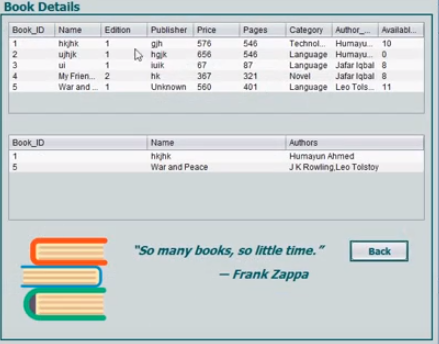 Book Details
Book_ID Name Edition Publisher Price Pages Category Author_... Availabl...
1 hkjhk 1 gjh 576 546 Technol... Humayu... 10
2 ujhjk 1 hgjk 656 546 Language Humayu... 0
3 ui 1 iuik 67 87 Language Jafar Iqbal 8
4 My Frien... 2 hk 367 321 Novel Jafar Iqbal 8
5 War and ... 1 Unknown 560 401 Language Leo Tols... 11
Book_ID Name Authors
1 hkjhk Humayun Ahmed
5 War and Peace J K Rowling,Leo Tolstoy
“So many books, so little time.”
― Frank Zappa
Back